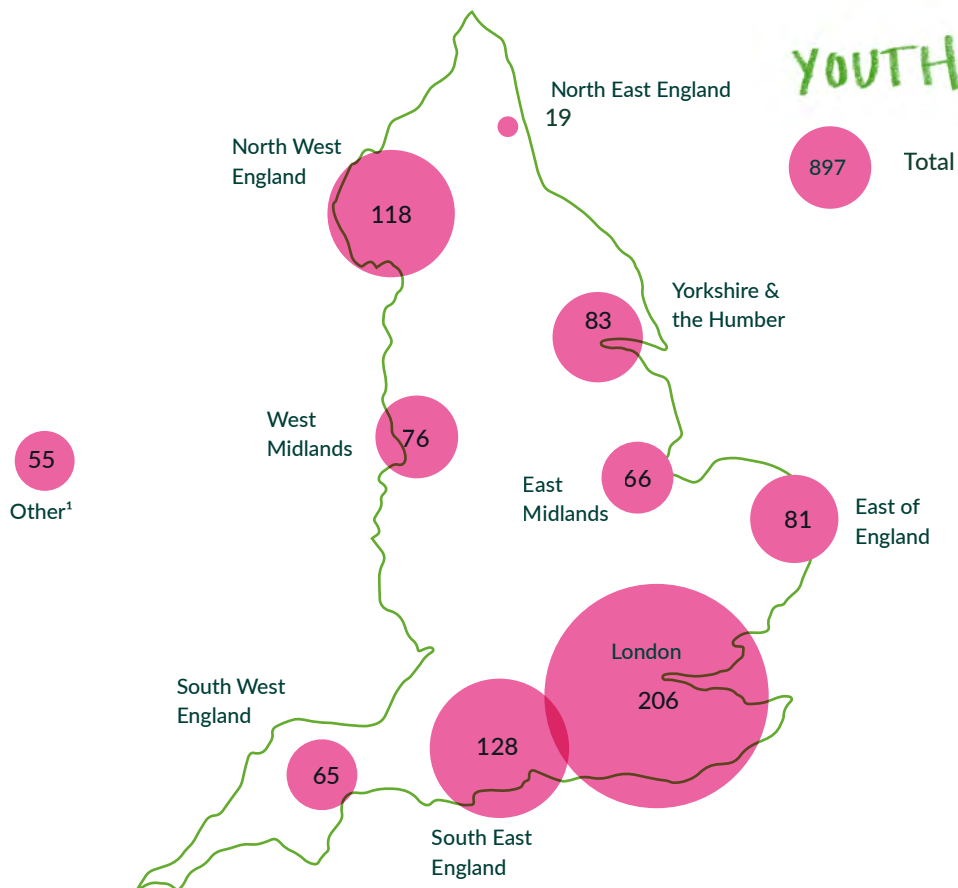 YOUTH
897
Total
North East England
19
North West
England
118
Yorkshire &
the Humber
83
West
Midlands
76
55
Other¹
East
Midlands
66
East of
England
81
London
206
South West
England
65
128
South East
England